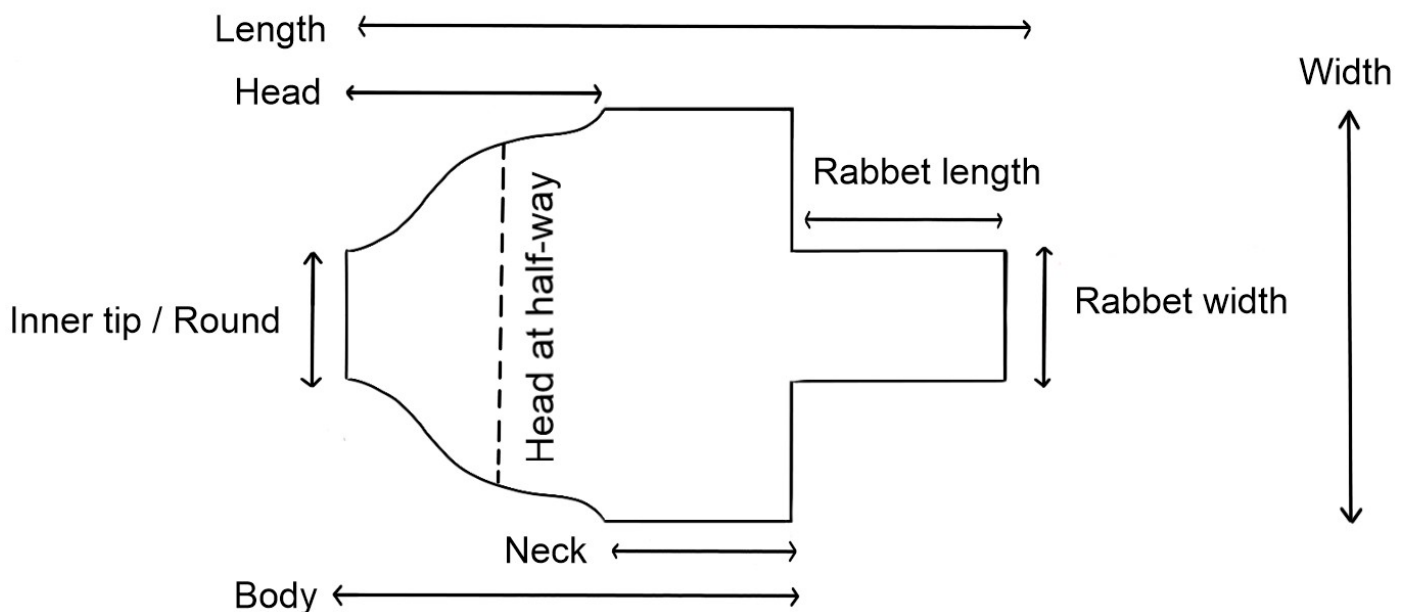 Length
Head
Width
Rabbet length
Head at half-way
Inner tip / Round
Rabbet width
Neck
Body